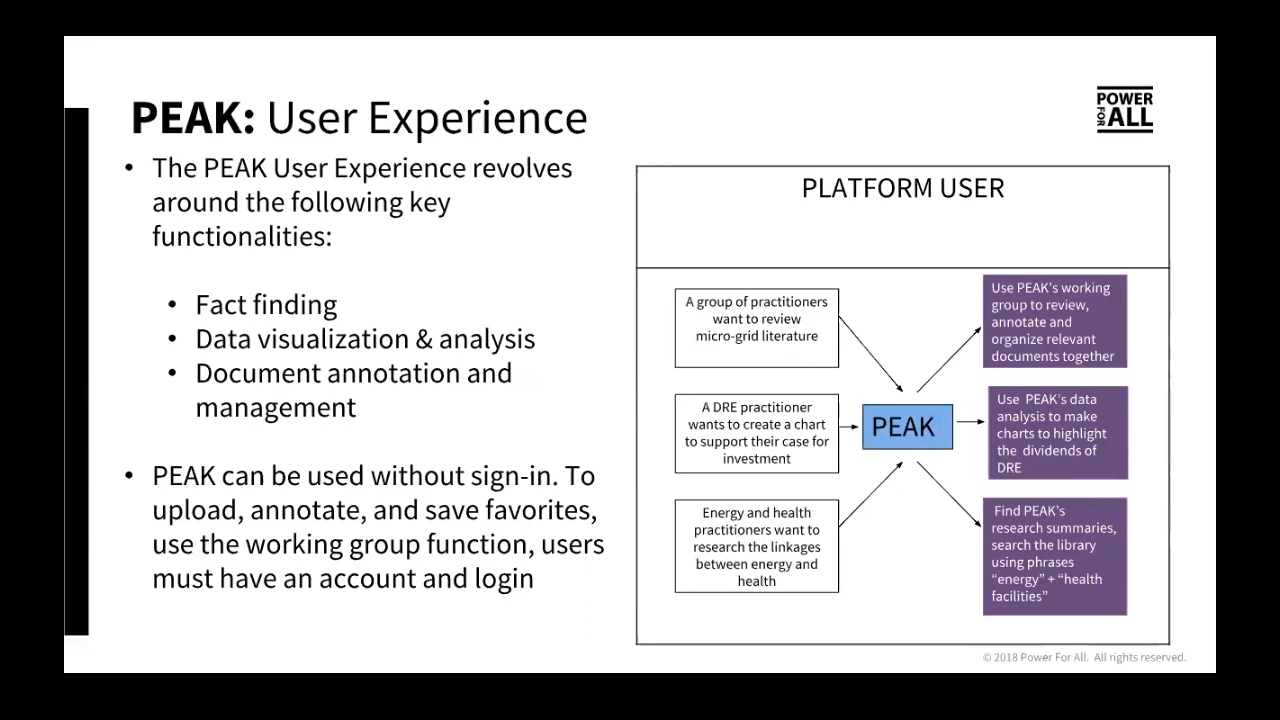 PEAK: User Experience
POWER
FOR ALL
• The PEAK User Experience revolves
around the following key
functionalities:
• Fact finding
• Data visualization & analysis
• Document annotation and
management
• PEAK can be used without sign-in. To
upload, annotate, and save favorites,
use the working group function, users
must have an account and login
PLATFORM USER
A group of practitioners
want to review
micro-grid literature
A DRE practitioner
wants to create a chart
to support their case for
investment
Energy and health
practitioners want to
research the linkages
between energy and
health
PEAK
Use PEAK's working
group to review,
annotate and
organize relevant
documents together
Use PEAK's data
analysis to make
charts to highlight
the dividends of
DRE
Find PEAK's
research summaries,
search the library
using phrases
“energy” + “health
facilities”
© 2018 Power For All. All rights reserved.